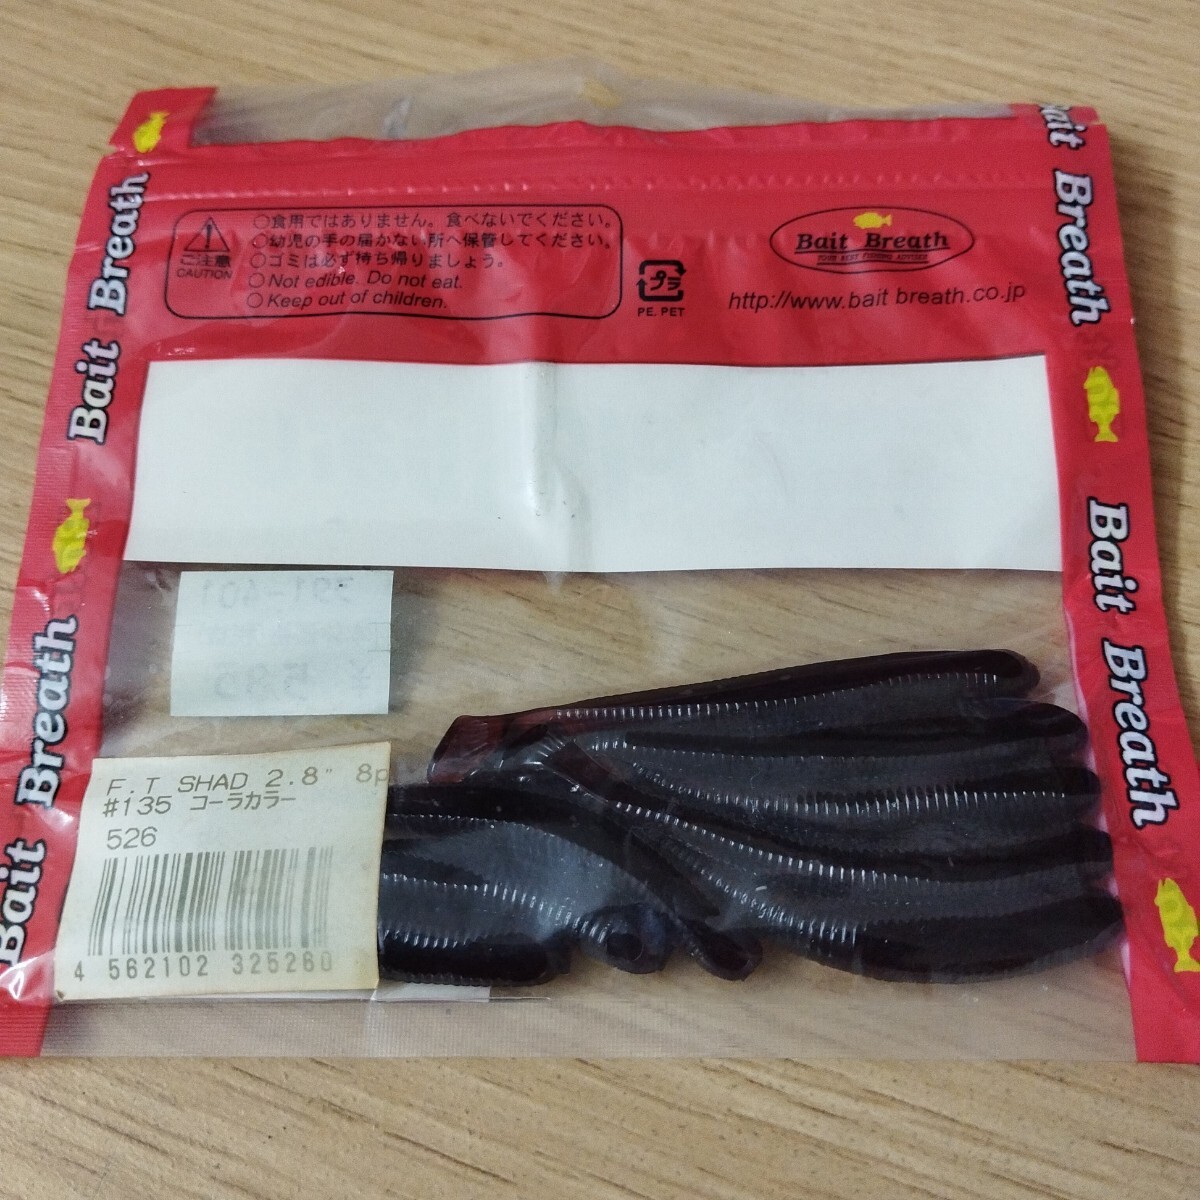 ○食用ではありません。食べないでください。
○幼児の手の届かない所へ保管してください。
○ゴミは必ず持ち帰りましょう。
○Not edible. Do not eat.
○Keep out of children.
ご注意
CAUTION
プラ
PE. PET
Bait Breath
http://www.bait breath.co.jp
Bait Breath
Bait Breath
Bait
Bait Breath
Bait Breath
F.T SHAD 2.8" 8p
#135 コーラカラー
526
4 562102 325260